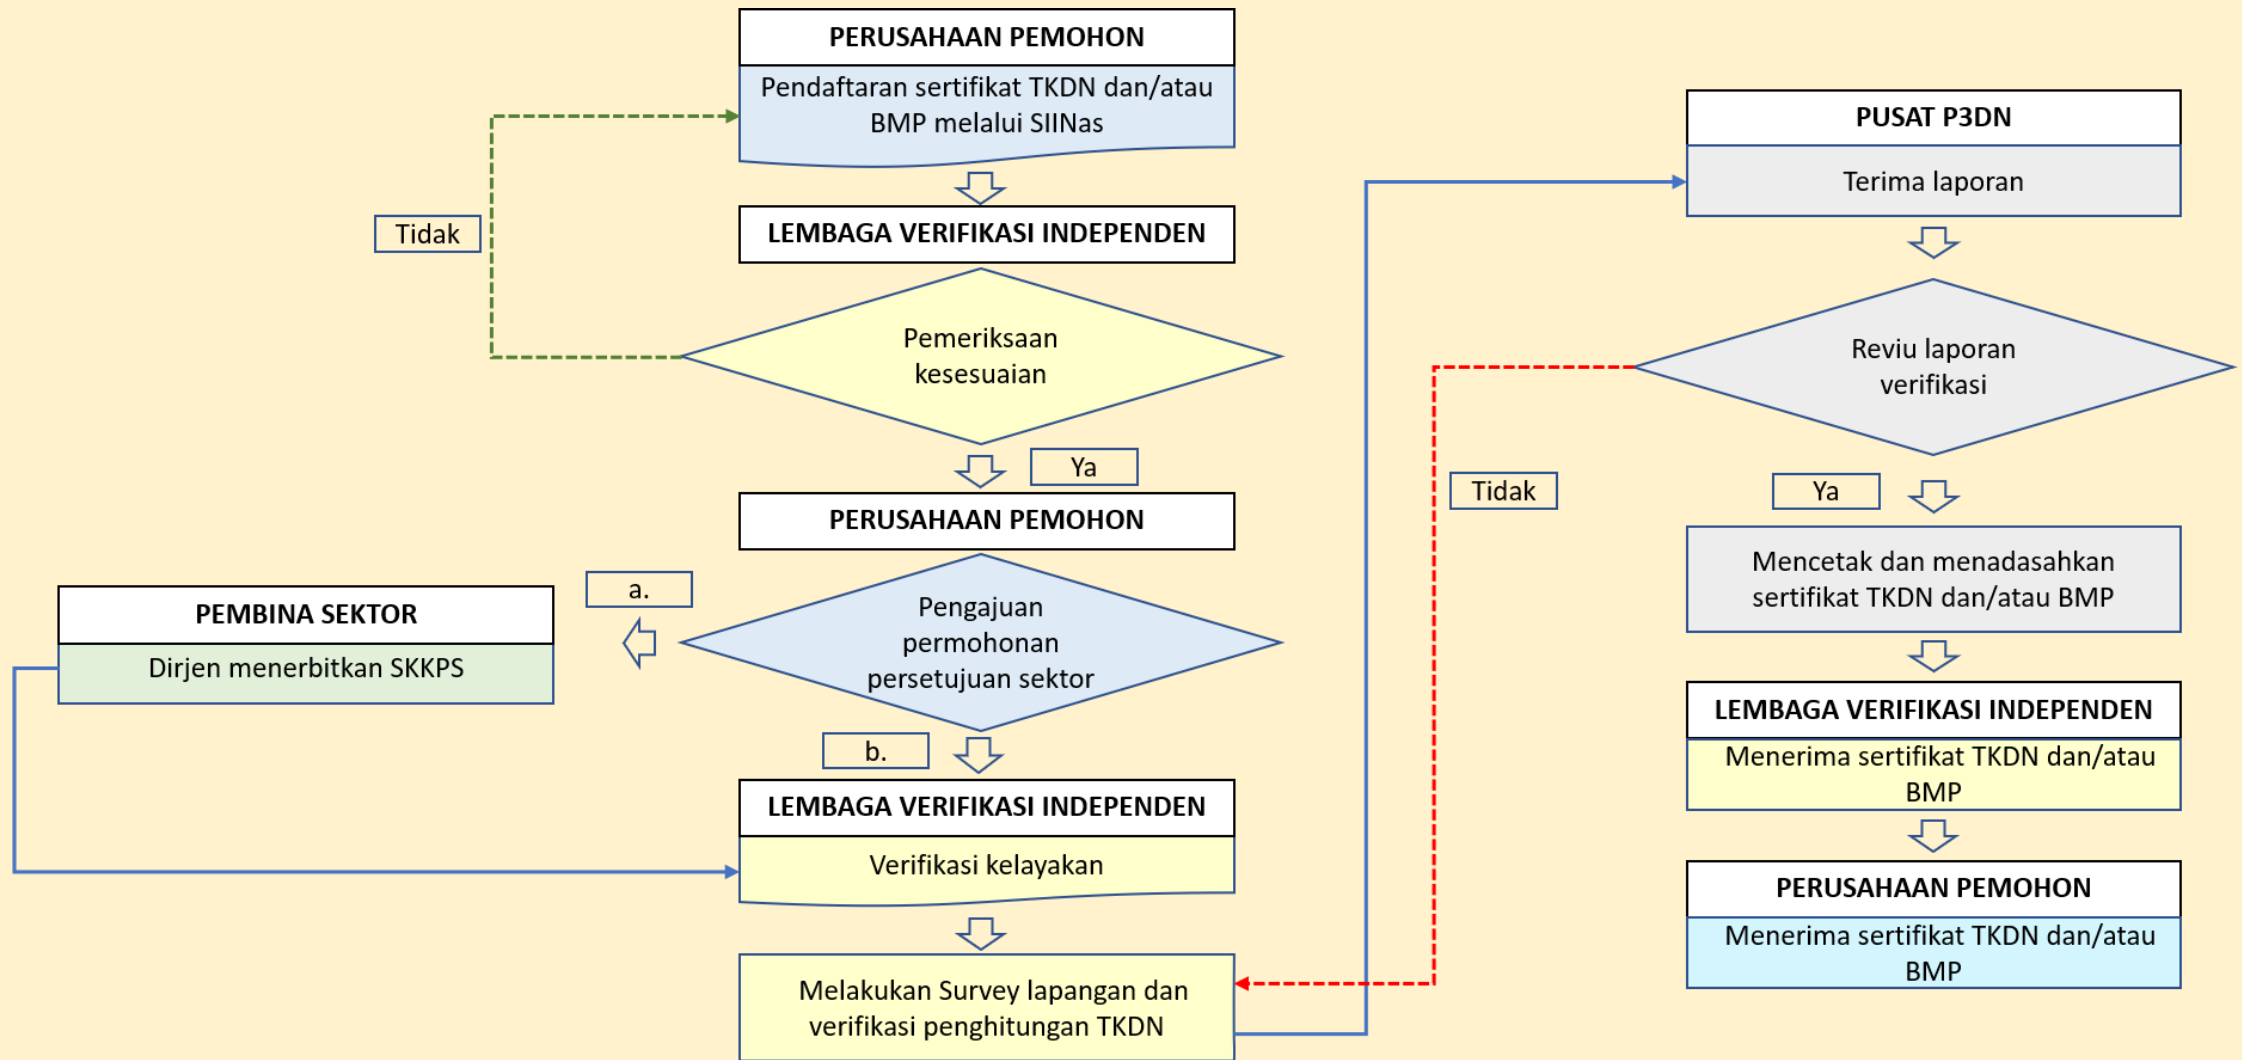 PERUSAHAAN PEMOHON
Pendaftaran sertifikat TKDN dan/atau
BMP melalui SIINas
Tidak
LEMBAGA VERIFIKASI INDEPENDEN
Pemeriksaan
kesesuaian
Ya
PERUSAHAAN PEMOHON
Pengajuan
permohonan
persetujuan sektor
a.
PEMBINA SEKTOR
Dirjen menerbitkan SKKPS
b.
LEMBAGA VERIFIKASI INDEPENDEN
Verifikasi kelayakan
Melakukan Survey lapangan dan
verifikasi penghitungan TKDN
PUSAT P3DN
Terima laporan
Reviu laporan
verifikasi
Tidak
Ya
Mencetak dan menadasahkan
sertifikat TKDN dan/atau BMP
LEMBAGA VERIFIKASI INDEPENDEN
Menerima sertifikat TKDN dan/atau
BMP
PERUSAHAAN PEMOHON
Menerima sertifikat TKDN dan/atau
BMP